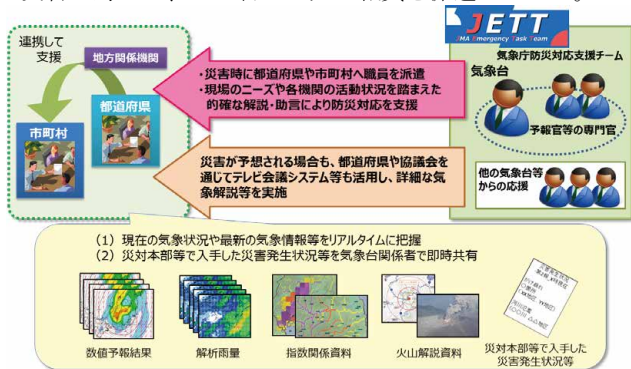 JETT
JMA Emergency Task Team
気象庁防災対応支援チーム
連携して
支援
地方関係機関
都道府県
市町村
・災害時に都道府県や市町村へ職員を派遣
・現場のニーズや各機関の活動状況を踏まえた
的確な解説・助言により防災対応を支援
気象台
予報官等の専門官
災害が予想される場合も、都道府県や協議会を
通じてテレビ会議システム等も活用し、詳細な気
象解説等を実施
他の気象台等
からの応援
(1) 現在の気象状況や最新の気象情報等をリアルタイムに把握
(2) 災対本部等で入手した災害発生状況等を気象台関係者で即時共有
数値予報結果
解析雨量
指数関係資料
火山解説資料
災対本部等で入手した
災害発生状況等